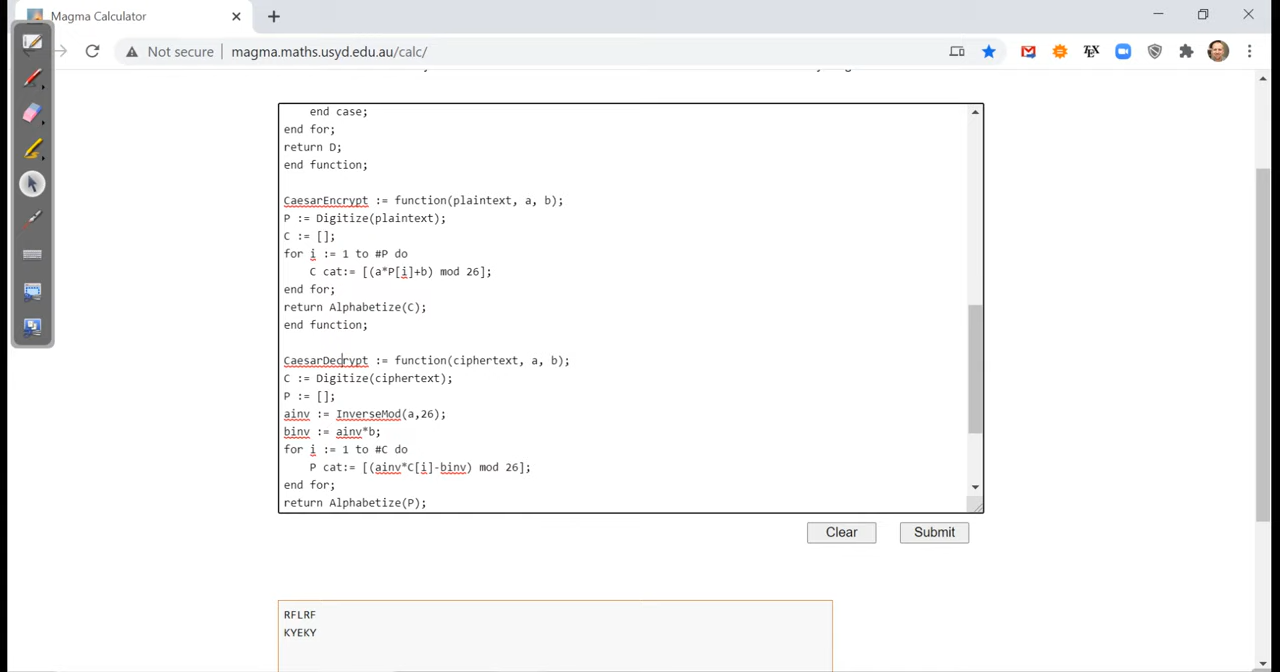 Magma Calculator
Not secure | magma.maths.usyd.edu.au/calc/
end case;
end for;
return D;
end function;
CaesarEncrypt := function(plaintext, a, b);
P := Digitize(plaintext);
C := [];
for i := 1 to #P do
C cat:= [(a*P[i]+b) mod 26];
end for;
return Alphabetize(C);
end function;
CaesarDecrypt := function(ciphertext, a, b);
C := Digitize(ciphertext);
P := [];
ainv := InverseMod(a,26);
binv := ainv*b;
for i := 1 to #C do
P cat:= [(ainv*C[i]-binv) mod 26];
end for;
return Alphabetize(P);
Clear Submit
RFLRF
KYEKY